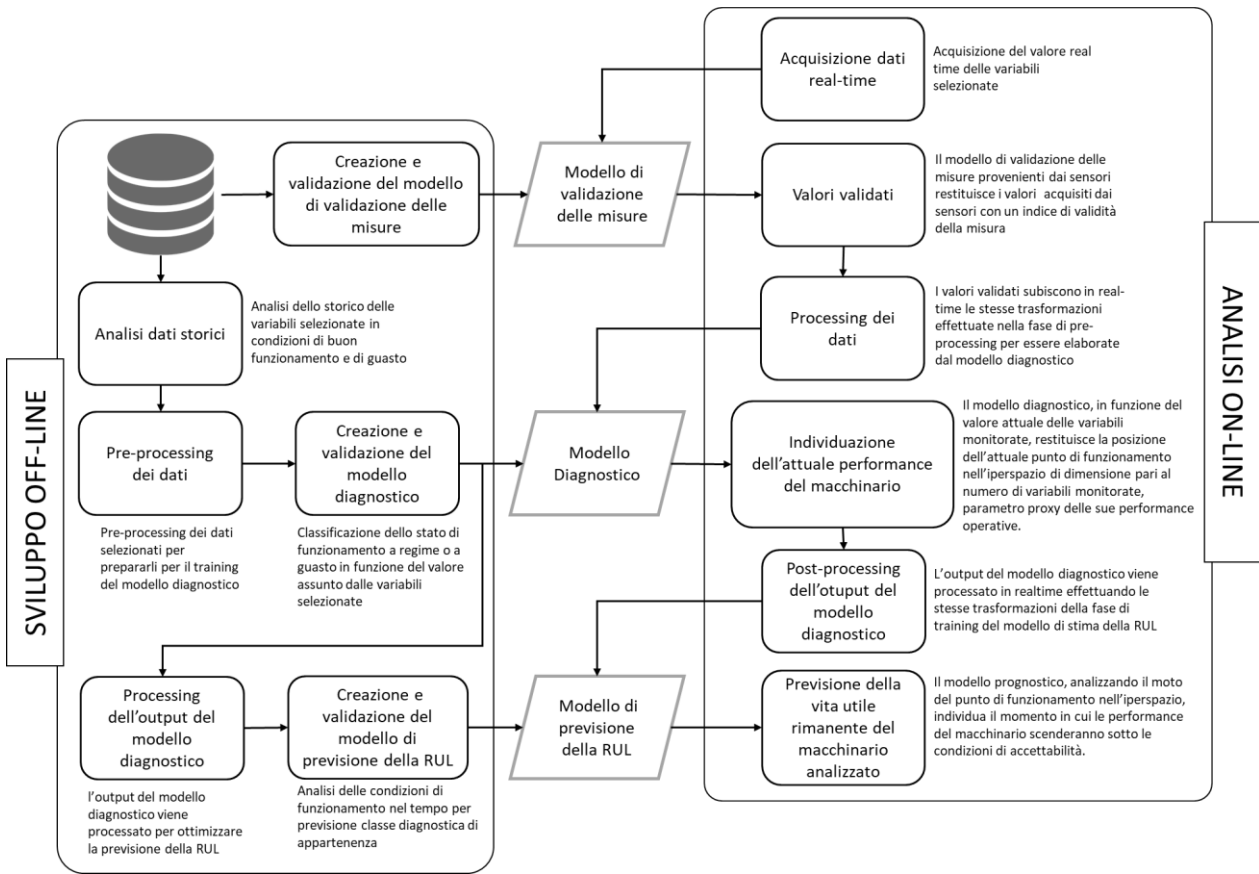 SVILUPPO OFF-LINE
Creazione e
validazione del modello
di validazione delle
misure
Analisi dati storici
Analisi dello storico delle
variabili selezionate in
condizioni di buon
funzionamento e di guasto
Pre-processing
dei dati
Pre-processing dei dati
selezionati per
prepararli per il training
del modello diagnostico
Creazione e
validazione del
modello
diagnostico
Classificazione dello stato di
funzionamento a regime o a
guasto in funzione del valore
assunto dalle variabili
selezionate
Processing
dell'output del
modello
diagnostico
l'output del modello
diagnostico viene
processato per ottimizzare
la previsione della RUL
Creazione e
validazione del
modello di
previsione della RUL
Analisi delle condizioni di
funzionamento nel tempo per
previsione classe diagnostica di
appartenenza
Modello di
validazione
delle misure
Modello
Diagnostico
Modello di
previsione
della RUL
ANALISI ON-LINE
Acquisizione dati
real-time
Acquisizione del valore real
time delle variabili
selezionate
Valori validati
Il modello di validazione delle
misure provenienti dai sensori
restituisce i valori acquisiti dai
sensori con un indice di validità
della misura
Processing dei
dati
I valori validati subiscono in real-
time le stesse trasformazioni
effettuate nella fase di pre-
processing per essere elaborate
dal modello diagnostico
Individuazione
dell'attuale performance
del macchinario
Il modello diagnostico, in funzione del
valore attuale delle variabili
monitorate, restituisce la posizione
dell'attuale punto di funzionamento
nell'iperspazio di dimensione pari al
numero di variabili monitorate,
parametro proxy delle sue performance
operative.
Post-processing
dell'otuput del
modello
diagnostico
L'output del modello diagnostico viene
processato in realtime effettuando le
stesse trasformazioni della fase di
training del modello di stima della RUL
Previsione della
vita utile
rimanente del
macchinario
analizzato
Il modello prognostico, analizzando il moto
del punto di funzionamento nell'iperspazio,
individua il momento in cui le performance
del macchinario scenderanno sotto le
condizioni di accettabilità.